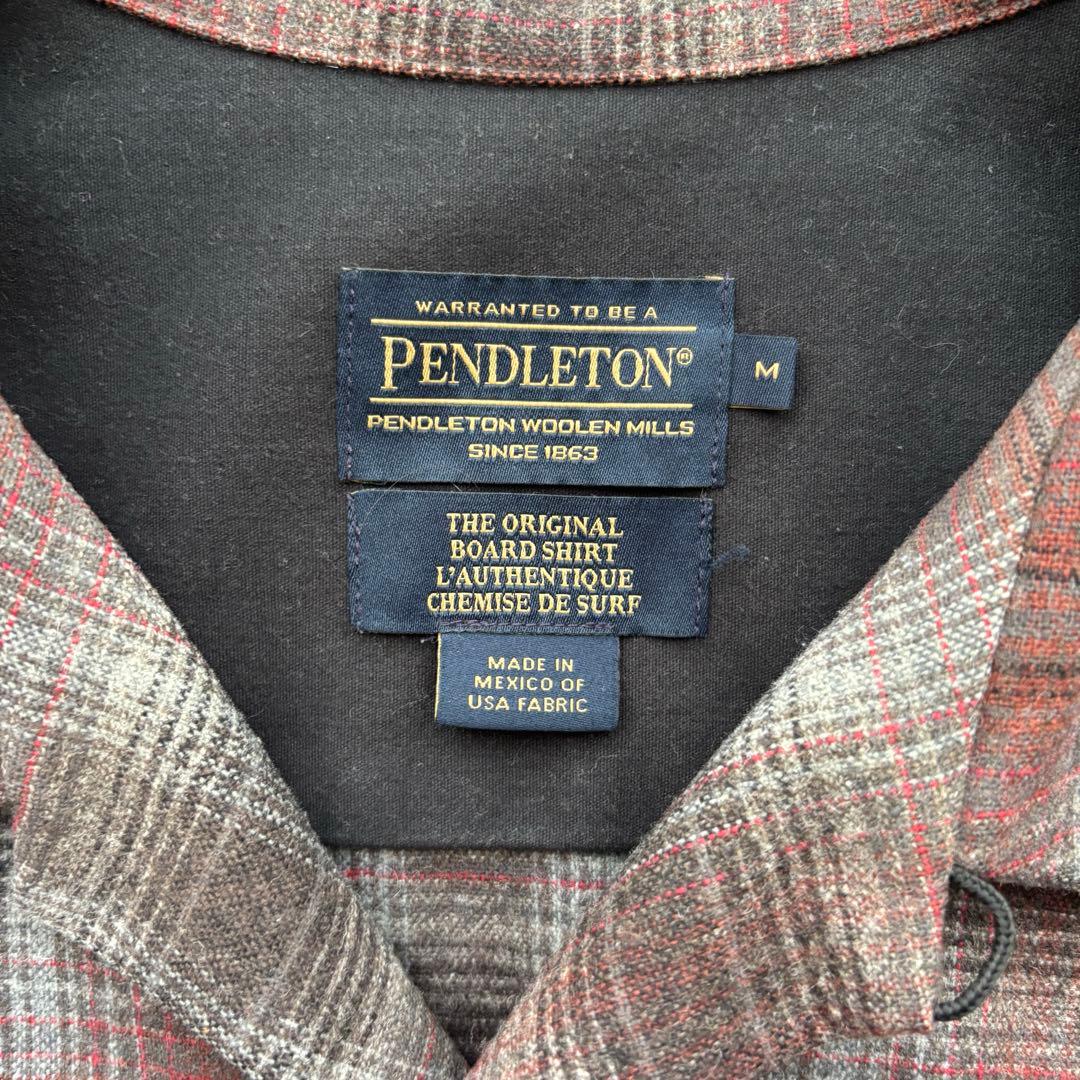 WARRANTED TO BE A
PENDLETON®
PENDLETON WOOLEN MILLS
SINCE 1863
M
THE ORIGINAL
BOARD SHIRT
L'AUTHENTIQUE
CHEMISE DE SURF
MADE IN
MEXICO OF
USA FABRIC